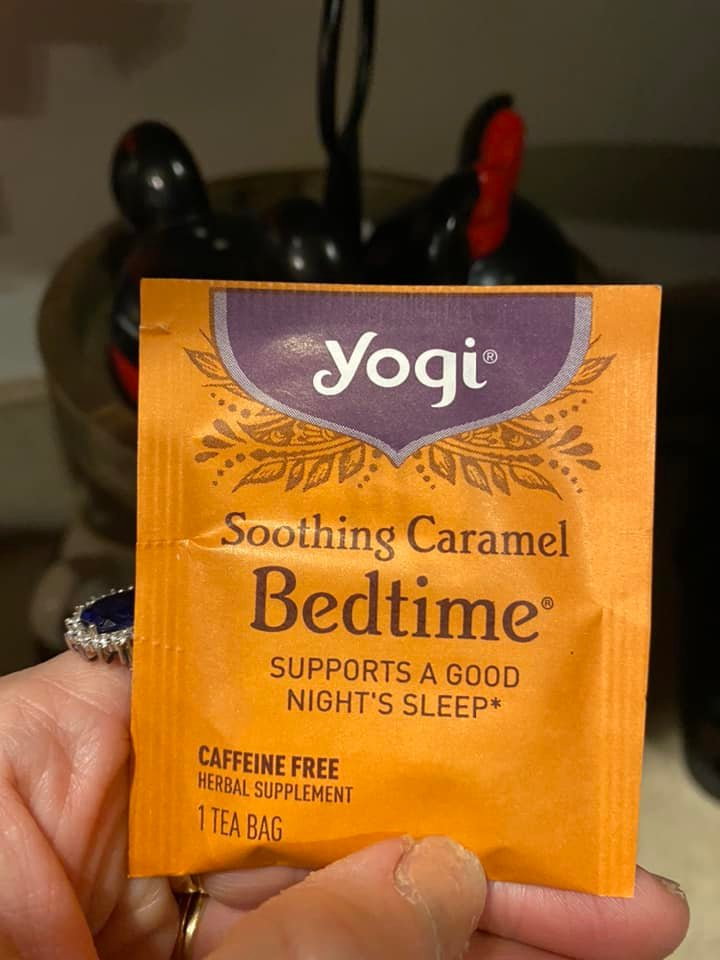 yogi®
Soothing Caramel
Bedtime®
SUPPORTS A GOOD
NIGHT'S SLEEP*
CAFFEINE FREE
HERBAL SUPPLEMENT
1 TEA BAG